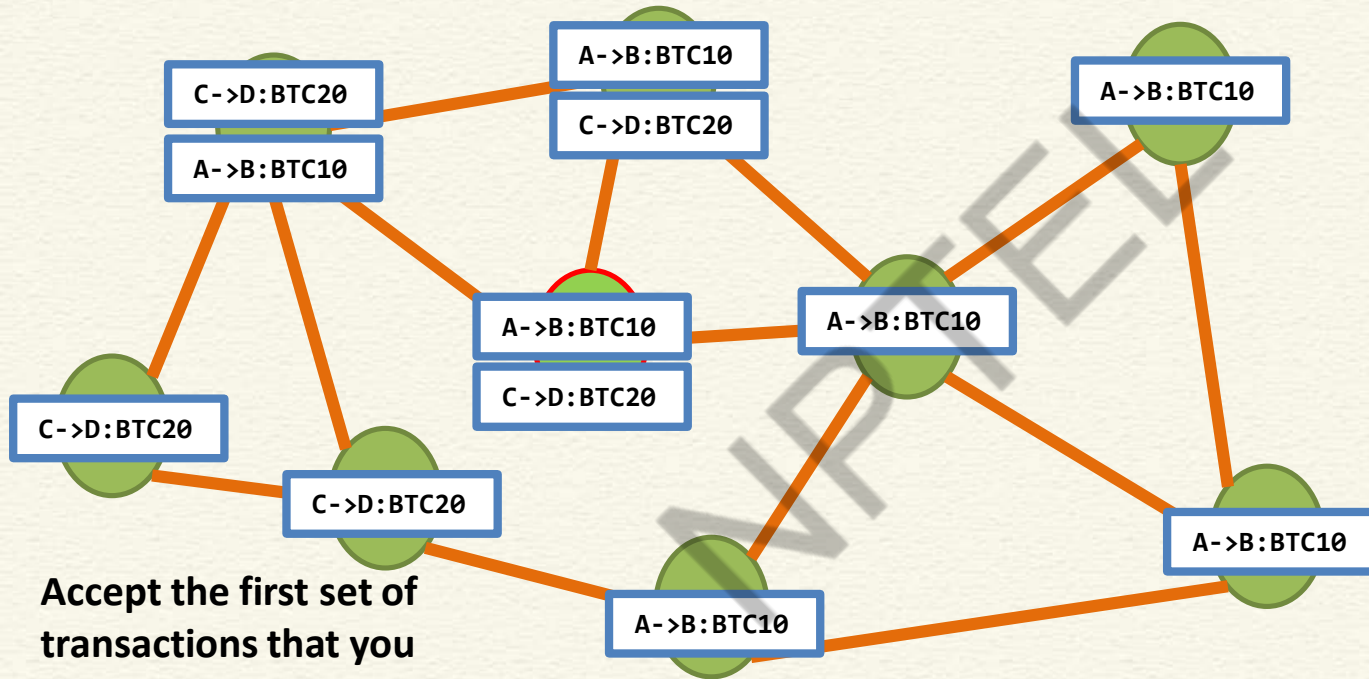 A->B:BTC10
C->D:BTC20
C->D:BTC20
A->B:BTC10
A->B:BTC10
A->B:BTC10
C->D:BTC20
A->B:BTC10
C->D:BTC20
C->D:BTC20
A->B:BTC10
A->B:BTC10
Accept the first set of
transactions that you
NPTEL